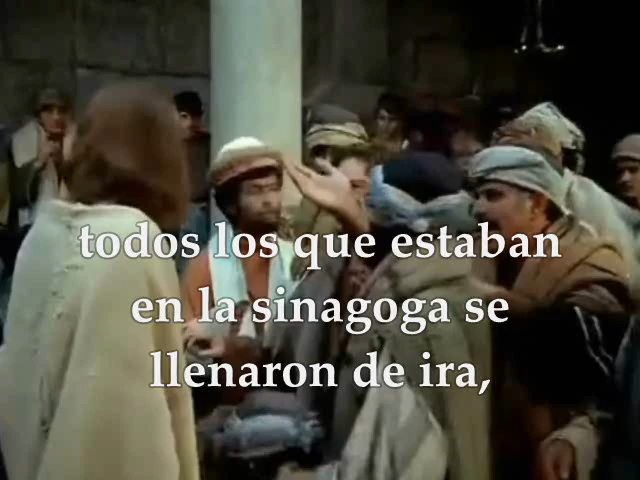 todos los que estaban
en la sinagoga se
llenaron de ira,